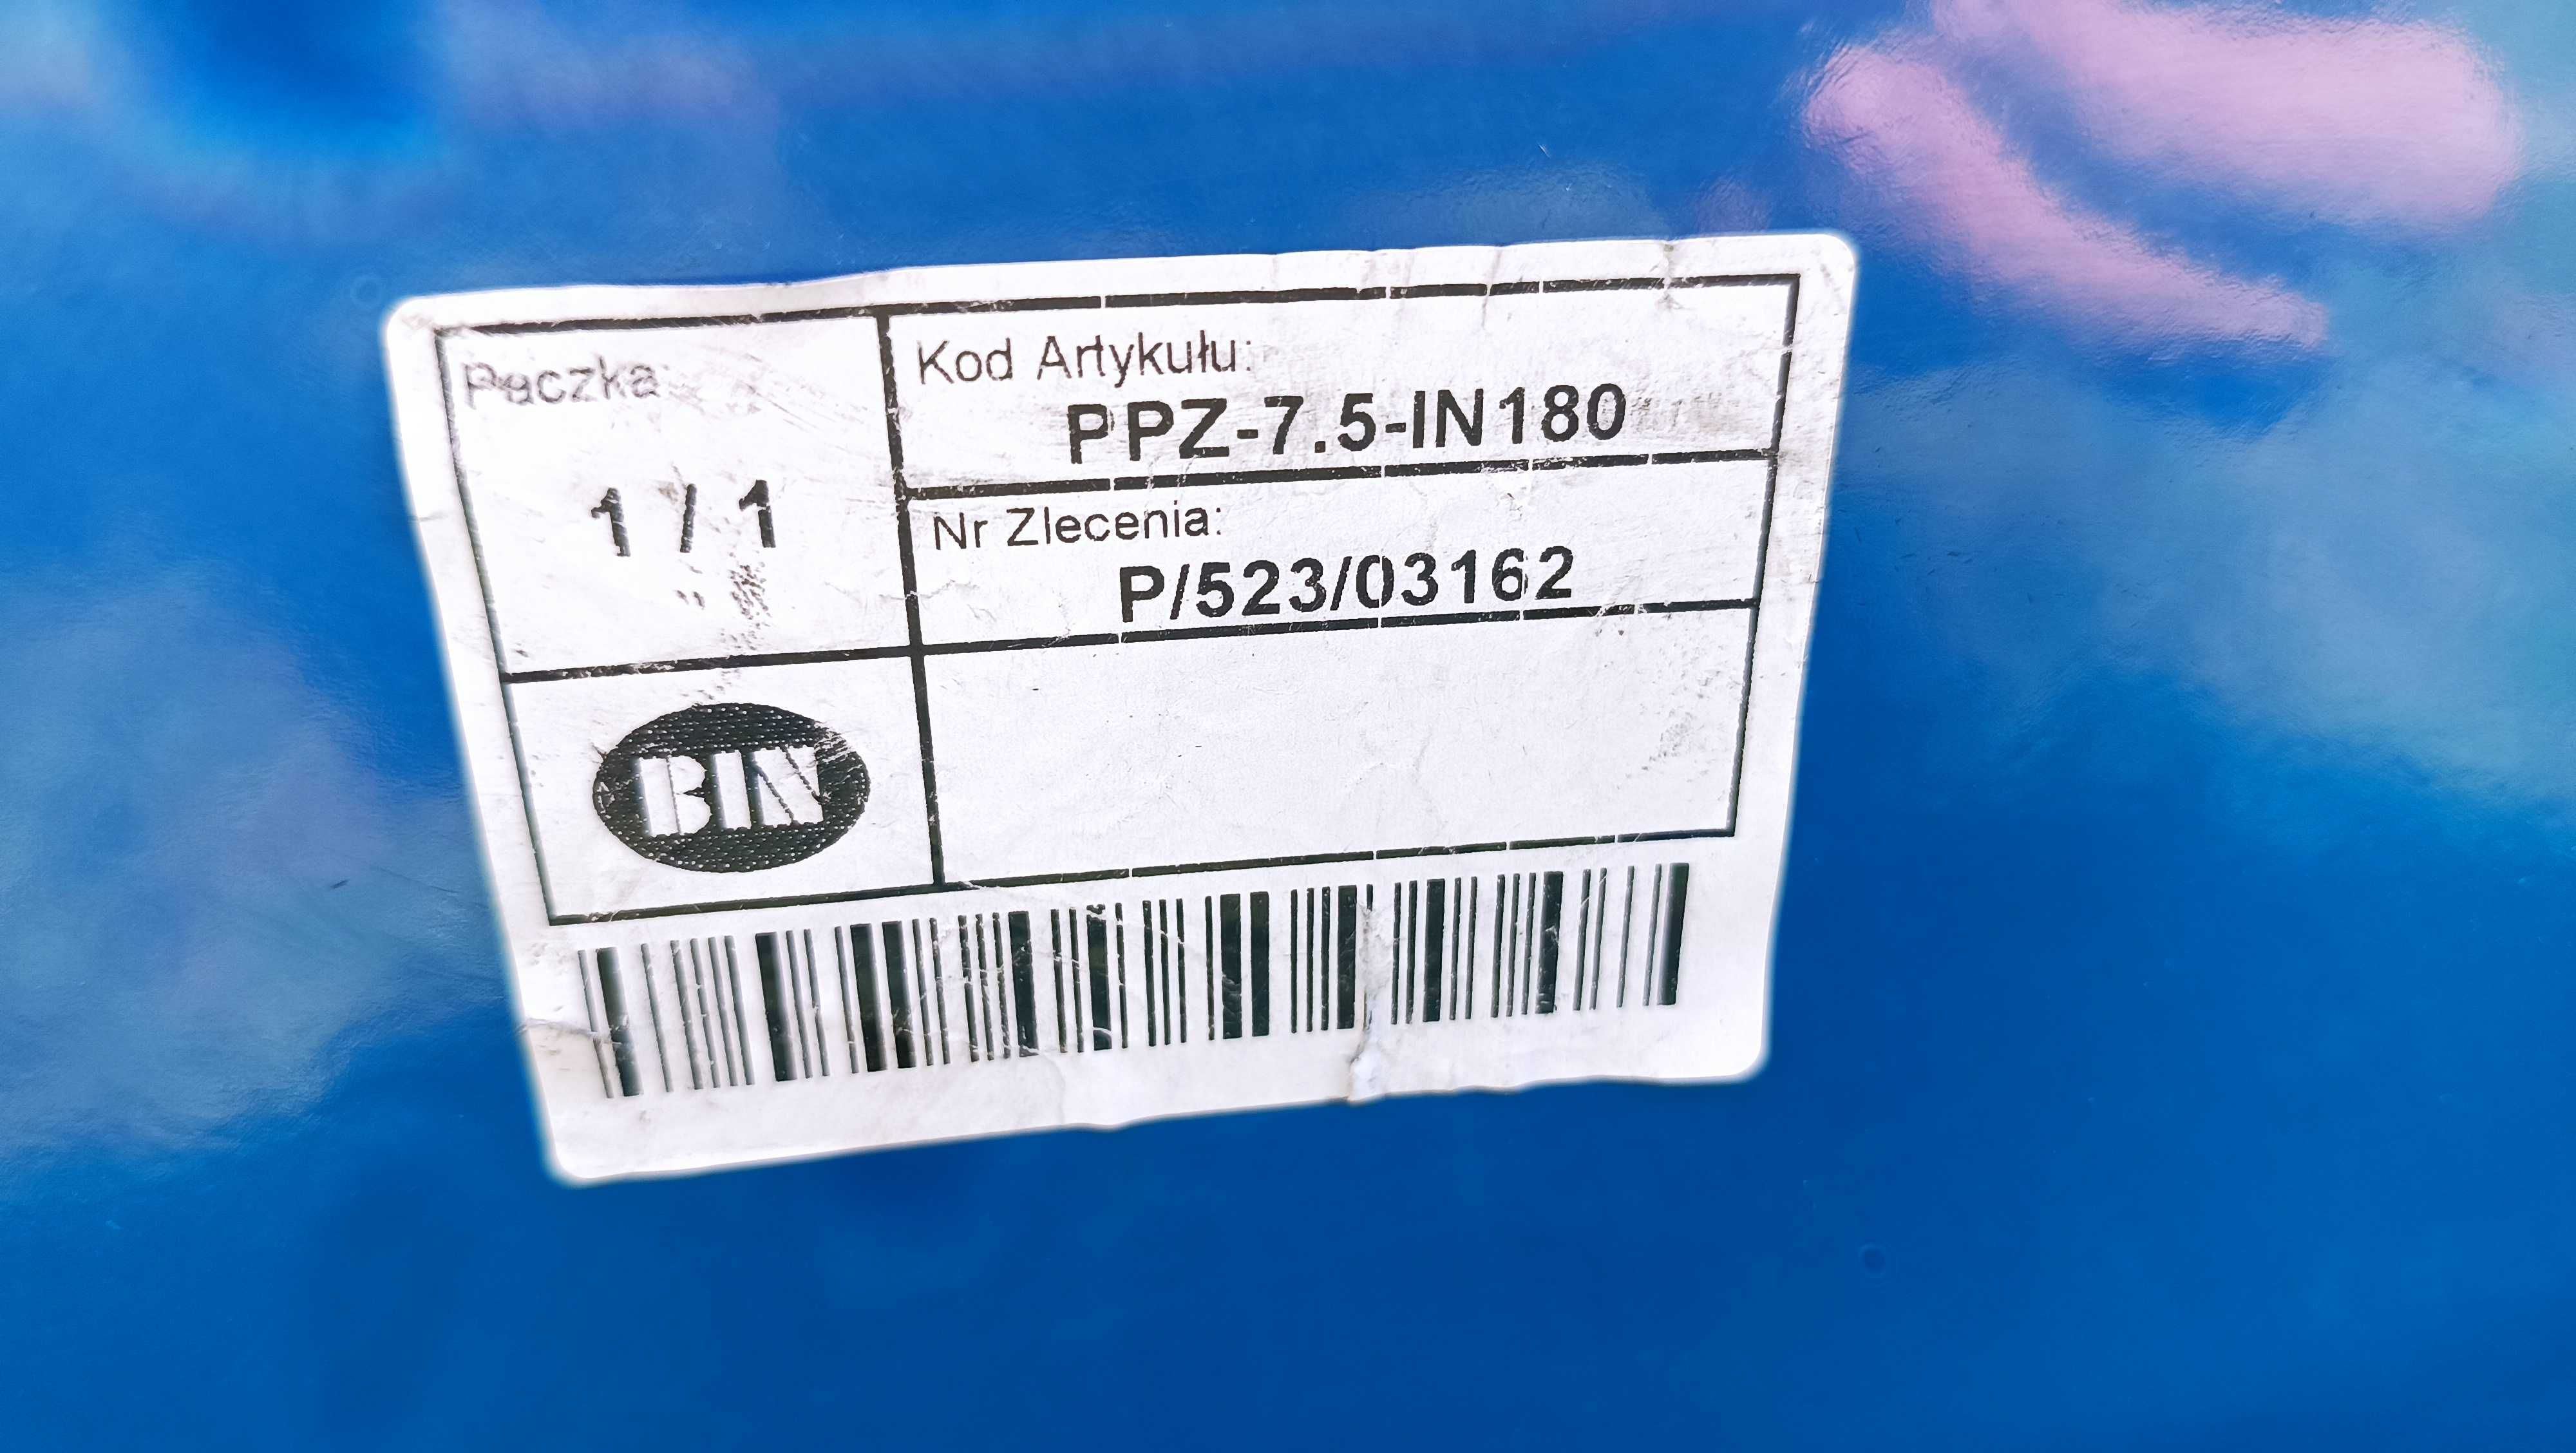 Paczka:
1 / 1
Kod Artykułu:
PPZ-7.5-IN180
Nr Zlecenia:
P/523/03162
BIN